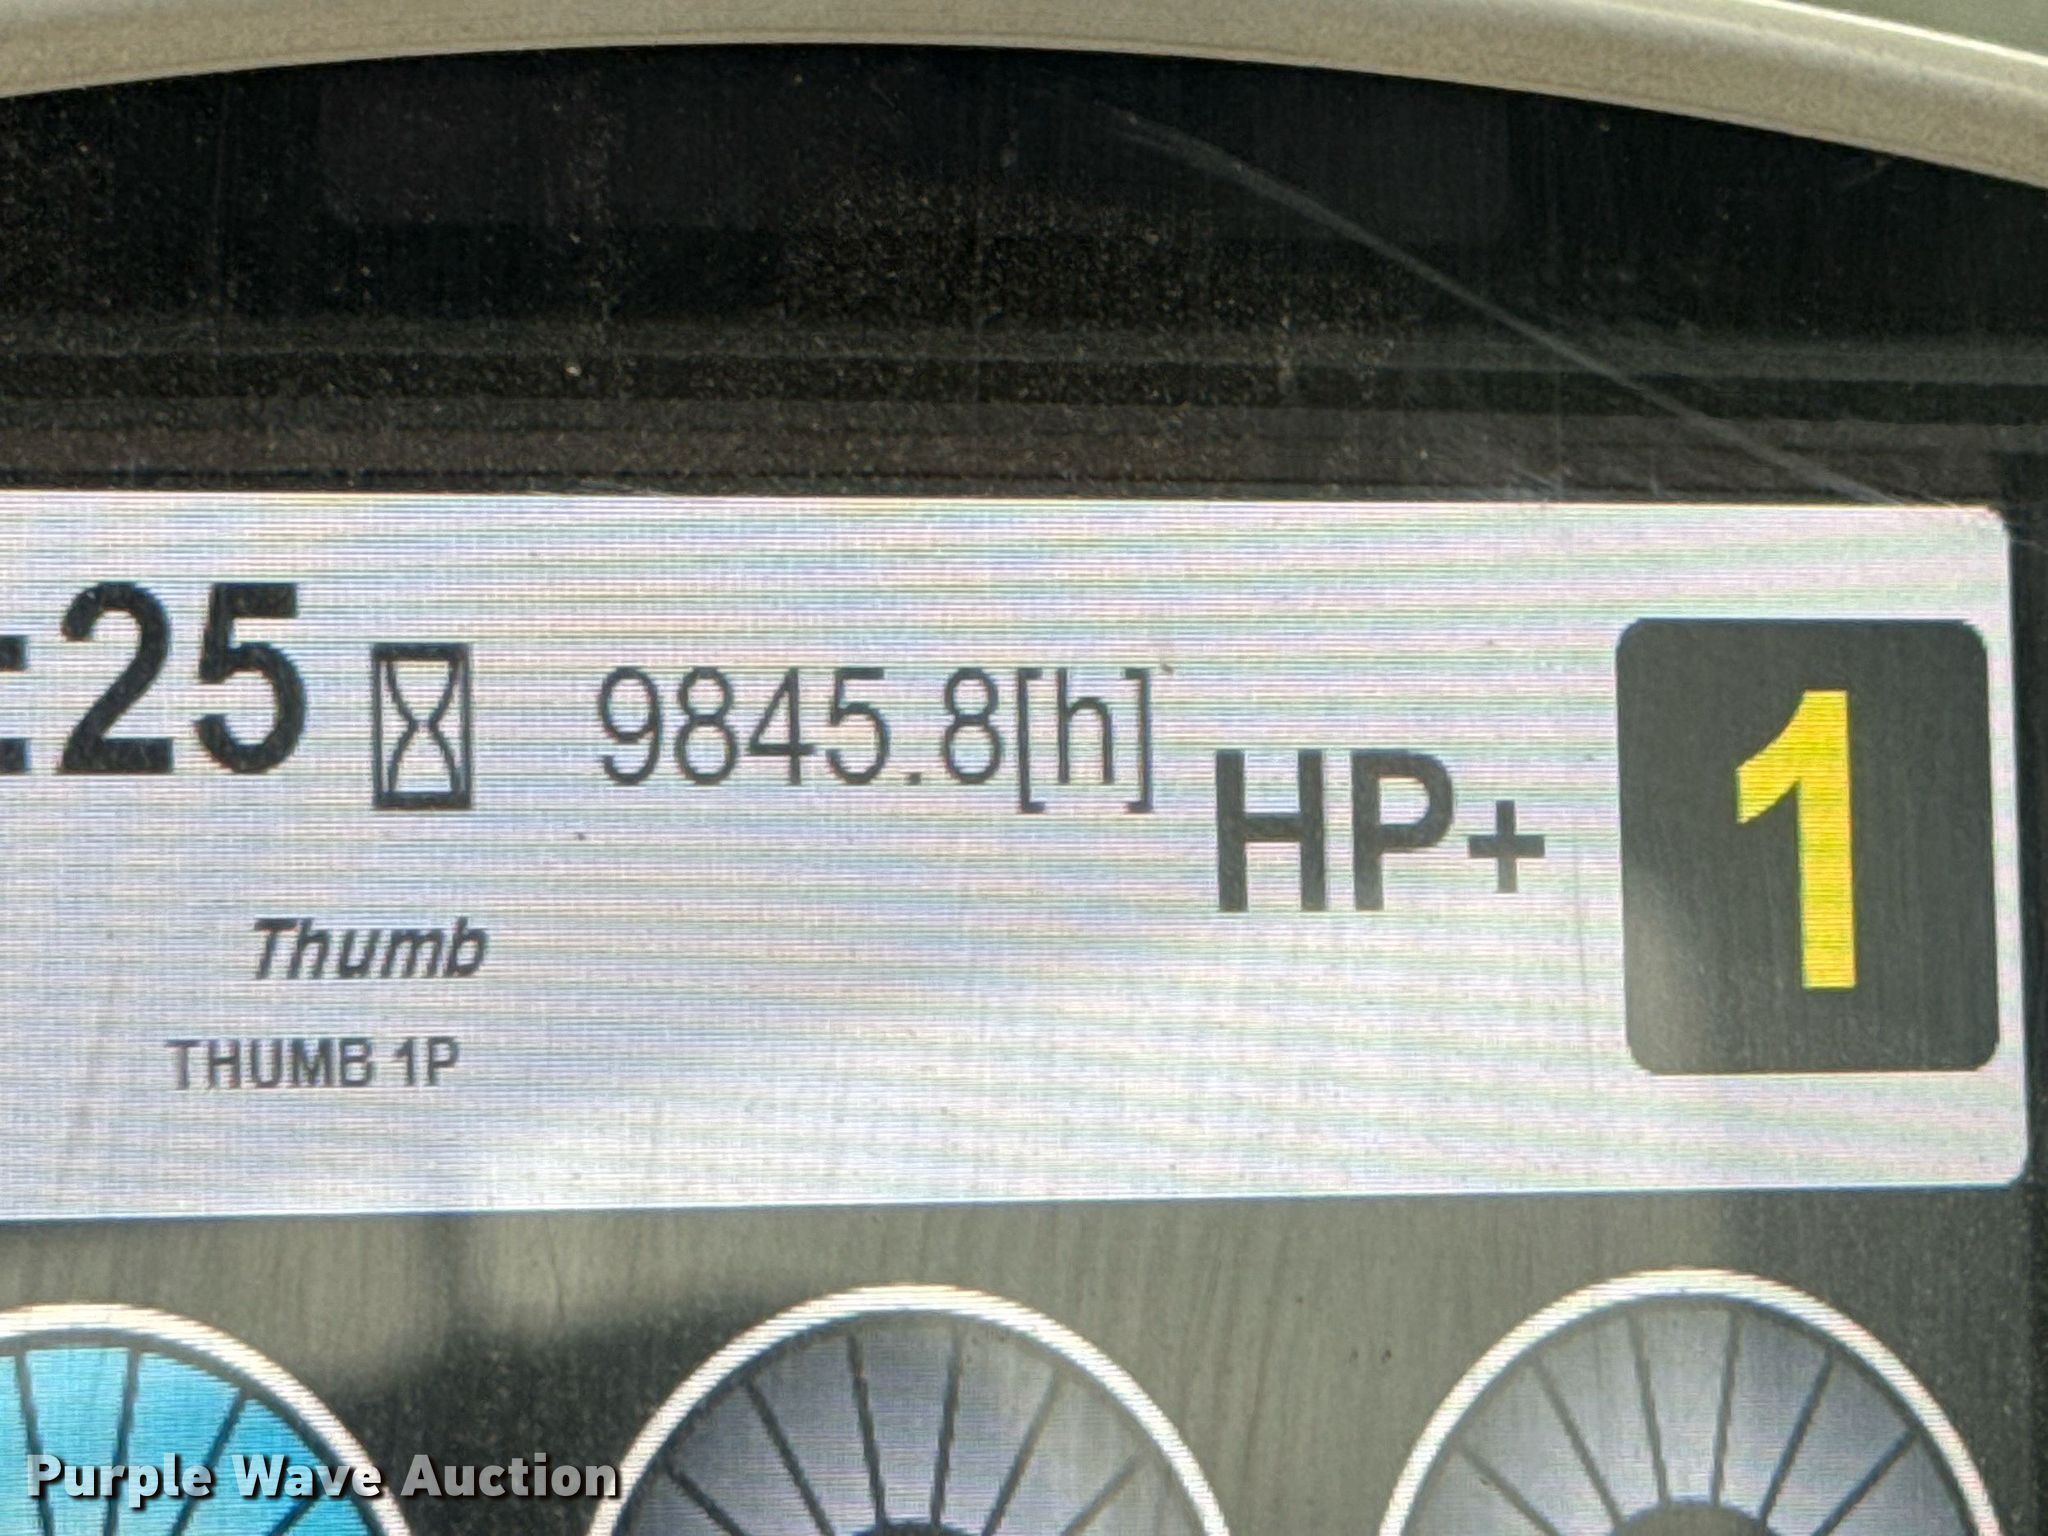 :25 9845.8[h]
HP+ 1
Thumb
THUMB 1P
Purple Wave Auction